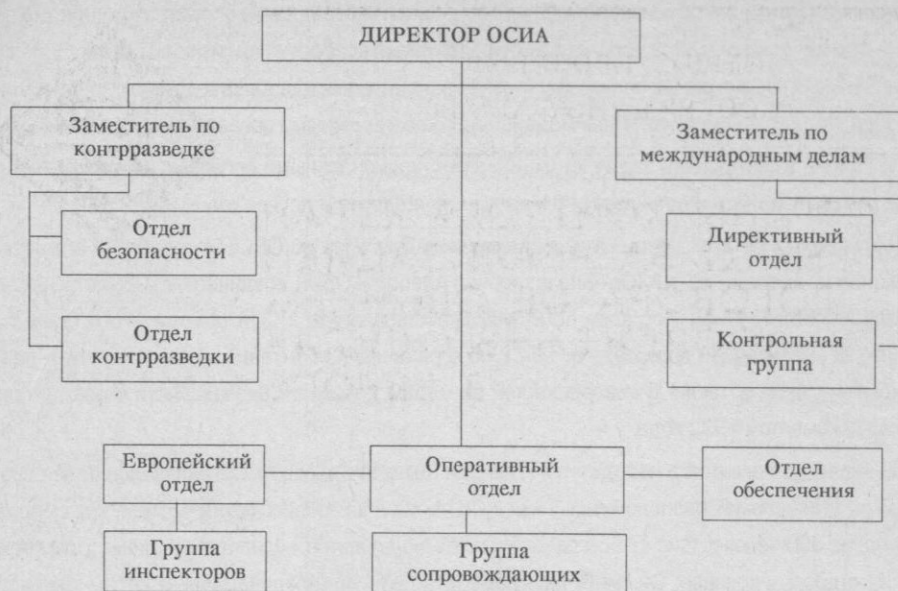 ДИРЕКТОР ОСИА
Заместитель по
контрразведке
Заместитель по
международным делам
Отдел
безопасности
Директивный
отдел
Отдел
контрразведки
Контрольная
группа
Европейский
отдел
Оперативный
отдел
Отдел
обеспечения
Группа
инспекторов
Группа
сопровождающих